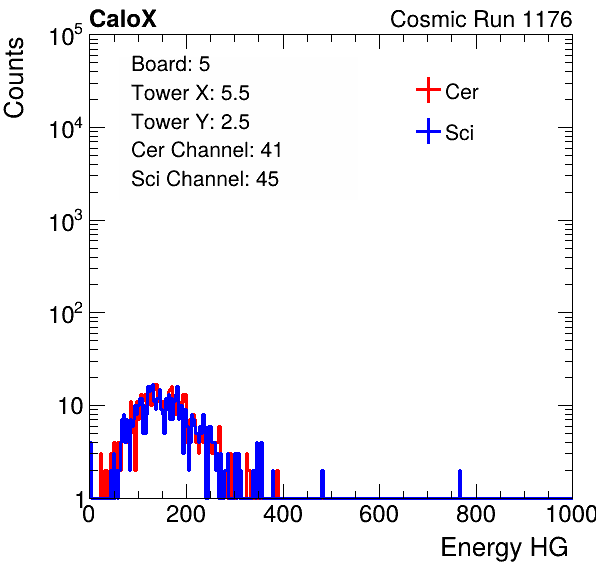 CaloX Cosmic Run 1176
Counts
10^5
10^4
10^3
10^2
10
1
Board: 5
Tower X: 5.5
Tower Y: 2.5
Cer Channel: 41
Sci Channel: 45
Cer
Sci
0 200 400 600 800 1000
Energy HG